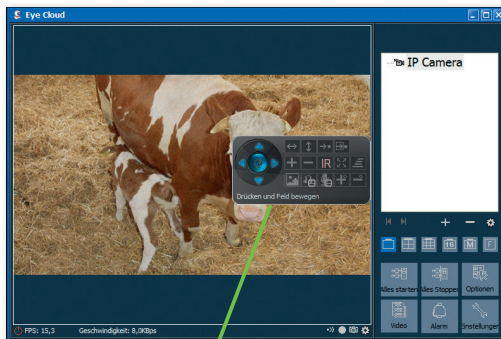 Eye Cloud
IP Camera
IR
Drücken und Feld bewegen
16 M F
Alles starten Alles Stoppen Optionen
Video Alarm Einstellungen
FPS: 15,3 Geschwindigkeit: 8,0KBps